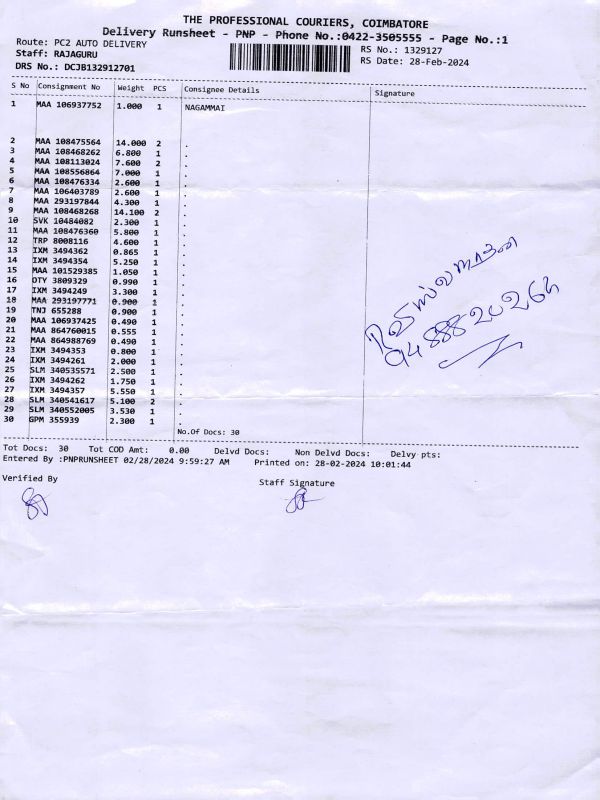 THE PROFESSIONAL COURIERS, COIMBATORE
Delivery Runsheet - PNP - Phone No.:0422-3505555 - Page No.:1
Route: PC2 AUTO DELIVERY
RS No.: 1329127
Staff: RAJAGURU
RS Date: 28-Feb-2024
DRS No.: DCJB132912701
S No Consignment No Weight PCS Consignee Details Signature
1 MAA 106937752 1.000 1 NAGAMMAI
2 MAA 108475564 14.000 2 .
3 MAA 108468262 6.800 1 .
4 MAA 108113024 7.600 2 .
5 MAA 108556864 7.000 1 .
6 MAA 108476334 2.600 1 .
7 MAA 106403789 2.600 1 .
8 MAA 293197844 4.300 1 .
9 MAA 108468268 14.100 2 .
10 SVK 10484082 2.300 1 .
11 MAA 108476360 5.800 1 .
12 TRP 8008116 4.600 1 .
13 IXM 3494362 0.865 1 .
14 IXM 3494354 5.250 1 .
15 MAA 101529385 1.050 1 .
16 OTY 3809329 0.990 1 .
17 IXM 3494249 3.300 1 .
18 MAA 293197771 0.900 1 .
19 TNJ 655288 0.900 1 .
20 MAA 106937425 0.490 1 .
21 MAA 864760015 0.555 1 .
22 MAA 864988769 0.490 1 .
23 IXM 3494353 0.800 1 .
24 IXM 3494261 2.000 1 .
25 SLM 340535571 2.500 1 .
26 IXM 3494262 1.750 1 .
27 IXM 3494357 5.550 1 .
28 SLM 340541617 5.100 2 .
29 SLM 340552005 3.530 1 .
30 GPM 355939 2.300 1 .
No.Of Docs: 30
Tot Docs: 30 Tot COD Amt: 0.00 Delvd Docs: Non Delvd Docs: Delvy pts:
Entered By :PNPRUNSHEET 02/28/2024 9:59:27 AM Printed on: 28-02-2024 10:01:44
Verified By
Staff Signature